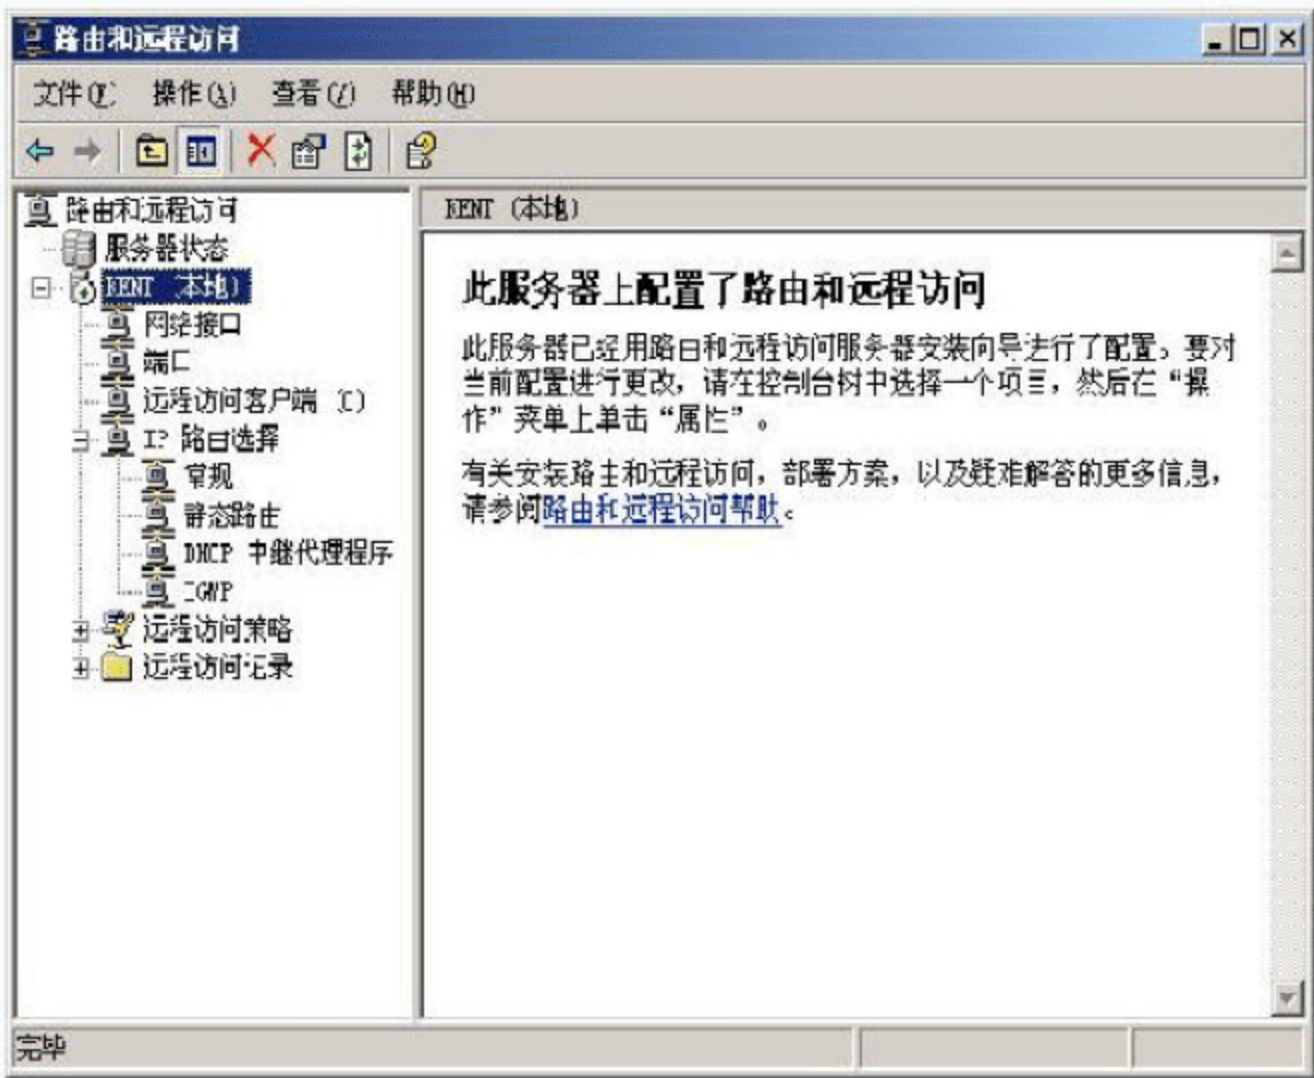 路由和远程访问
文件(F) 操作(A) 查看(V) 帮助(H)
路由和远程访问
服务器状态
(本地)
网络接口
端口
远程访问客户端 (0)
IP 路由选择
常规
静态路由
DHCP 中继代理程序
IGMP
远程访问策略
远程访问记录
(本地)
此服务器上配置了路由和远程访问
此服务器已经用路由和远程访问服务器安装向导进行了配置。要对
当前配置进行更改，请在控制台树中选择一个项目，然后在“操
作”菜单上单击“属性”。
有关安装路由和远程访问，部署方案，以及疑难解答的更多信息，
请参阅路由和远程访问帮助。
完毕